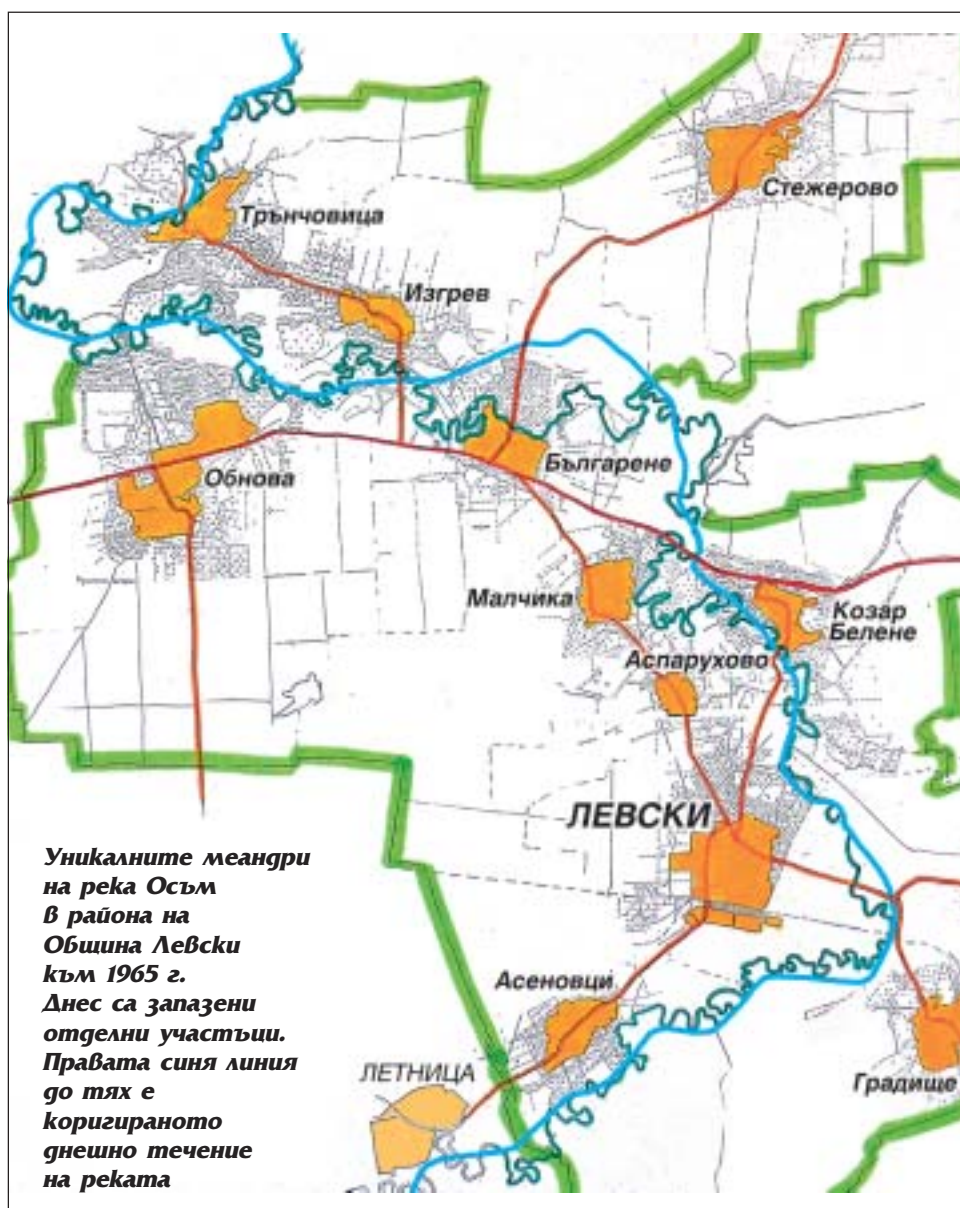 Стежерово
Трънчовица
Изгрев
Българене
Обнова
Малчика
Козар
Белене
Аспарухово
ЛЕВСКИ
Уникалните меандри
на река Осъм
в района на
Община Левски
към 1965 г.
Днес са запазени
отделни участъци.
Правата синя линия
до тях е
коригираното
днешно течение
на реката
Асеновци
ЛЕТНИЦА
Градище